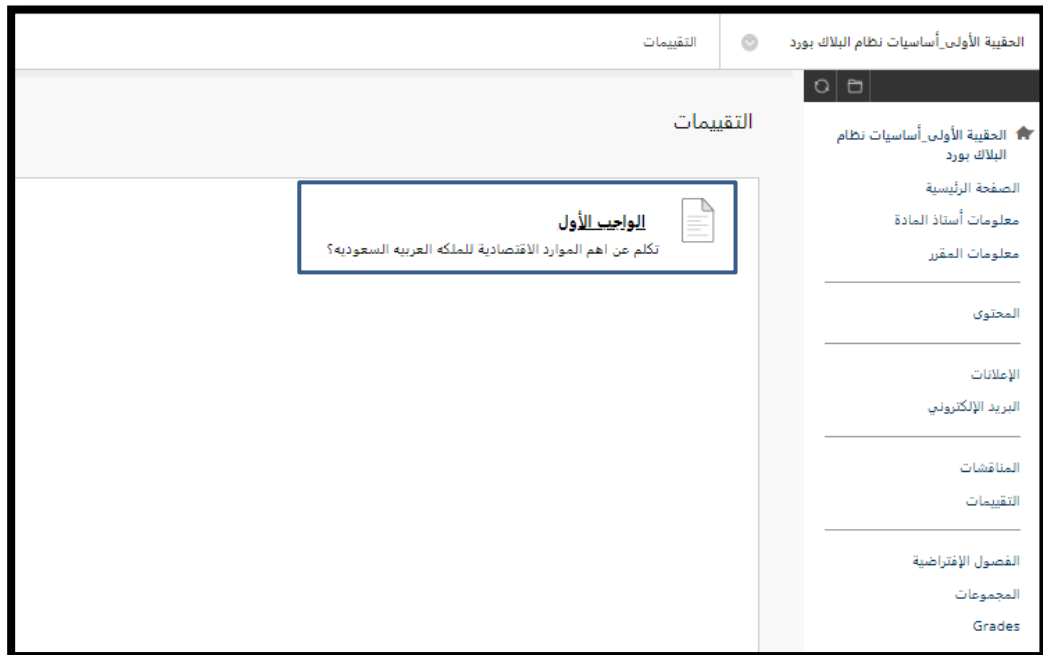 الحقيبة الأولى_أساسيات نظام البلاك بورد
التقييمات
الحقيبة الأولى_أساسيات نظام
البلاك بورد
الصفحة الرئيسية
معلومات أستاذ المادة
معلومات المقرر
المحتوى
الإعلانات
البريد الإلكتروني
المناقشات
التقييمات
الفصول الإفتراضية
المجموعات
Grades
التقييمات
الواجب الأول
تكلم عن اهم الموارد الاقتصادية للملكه العربيه السعوديه؟